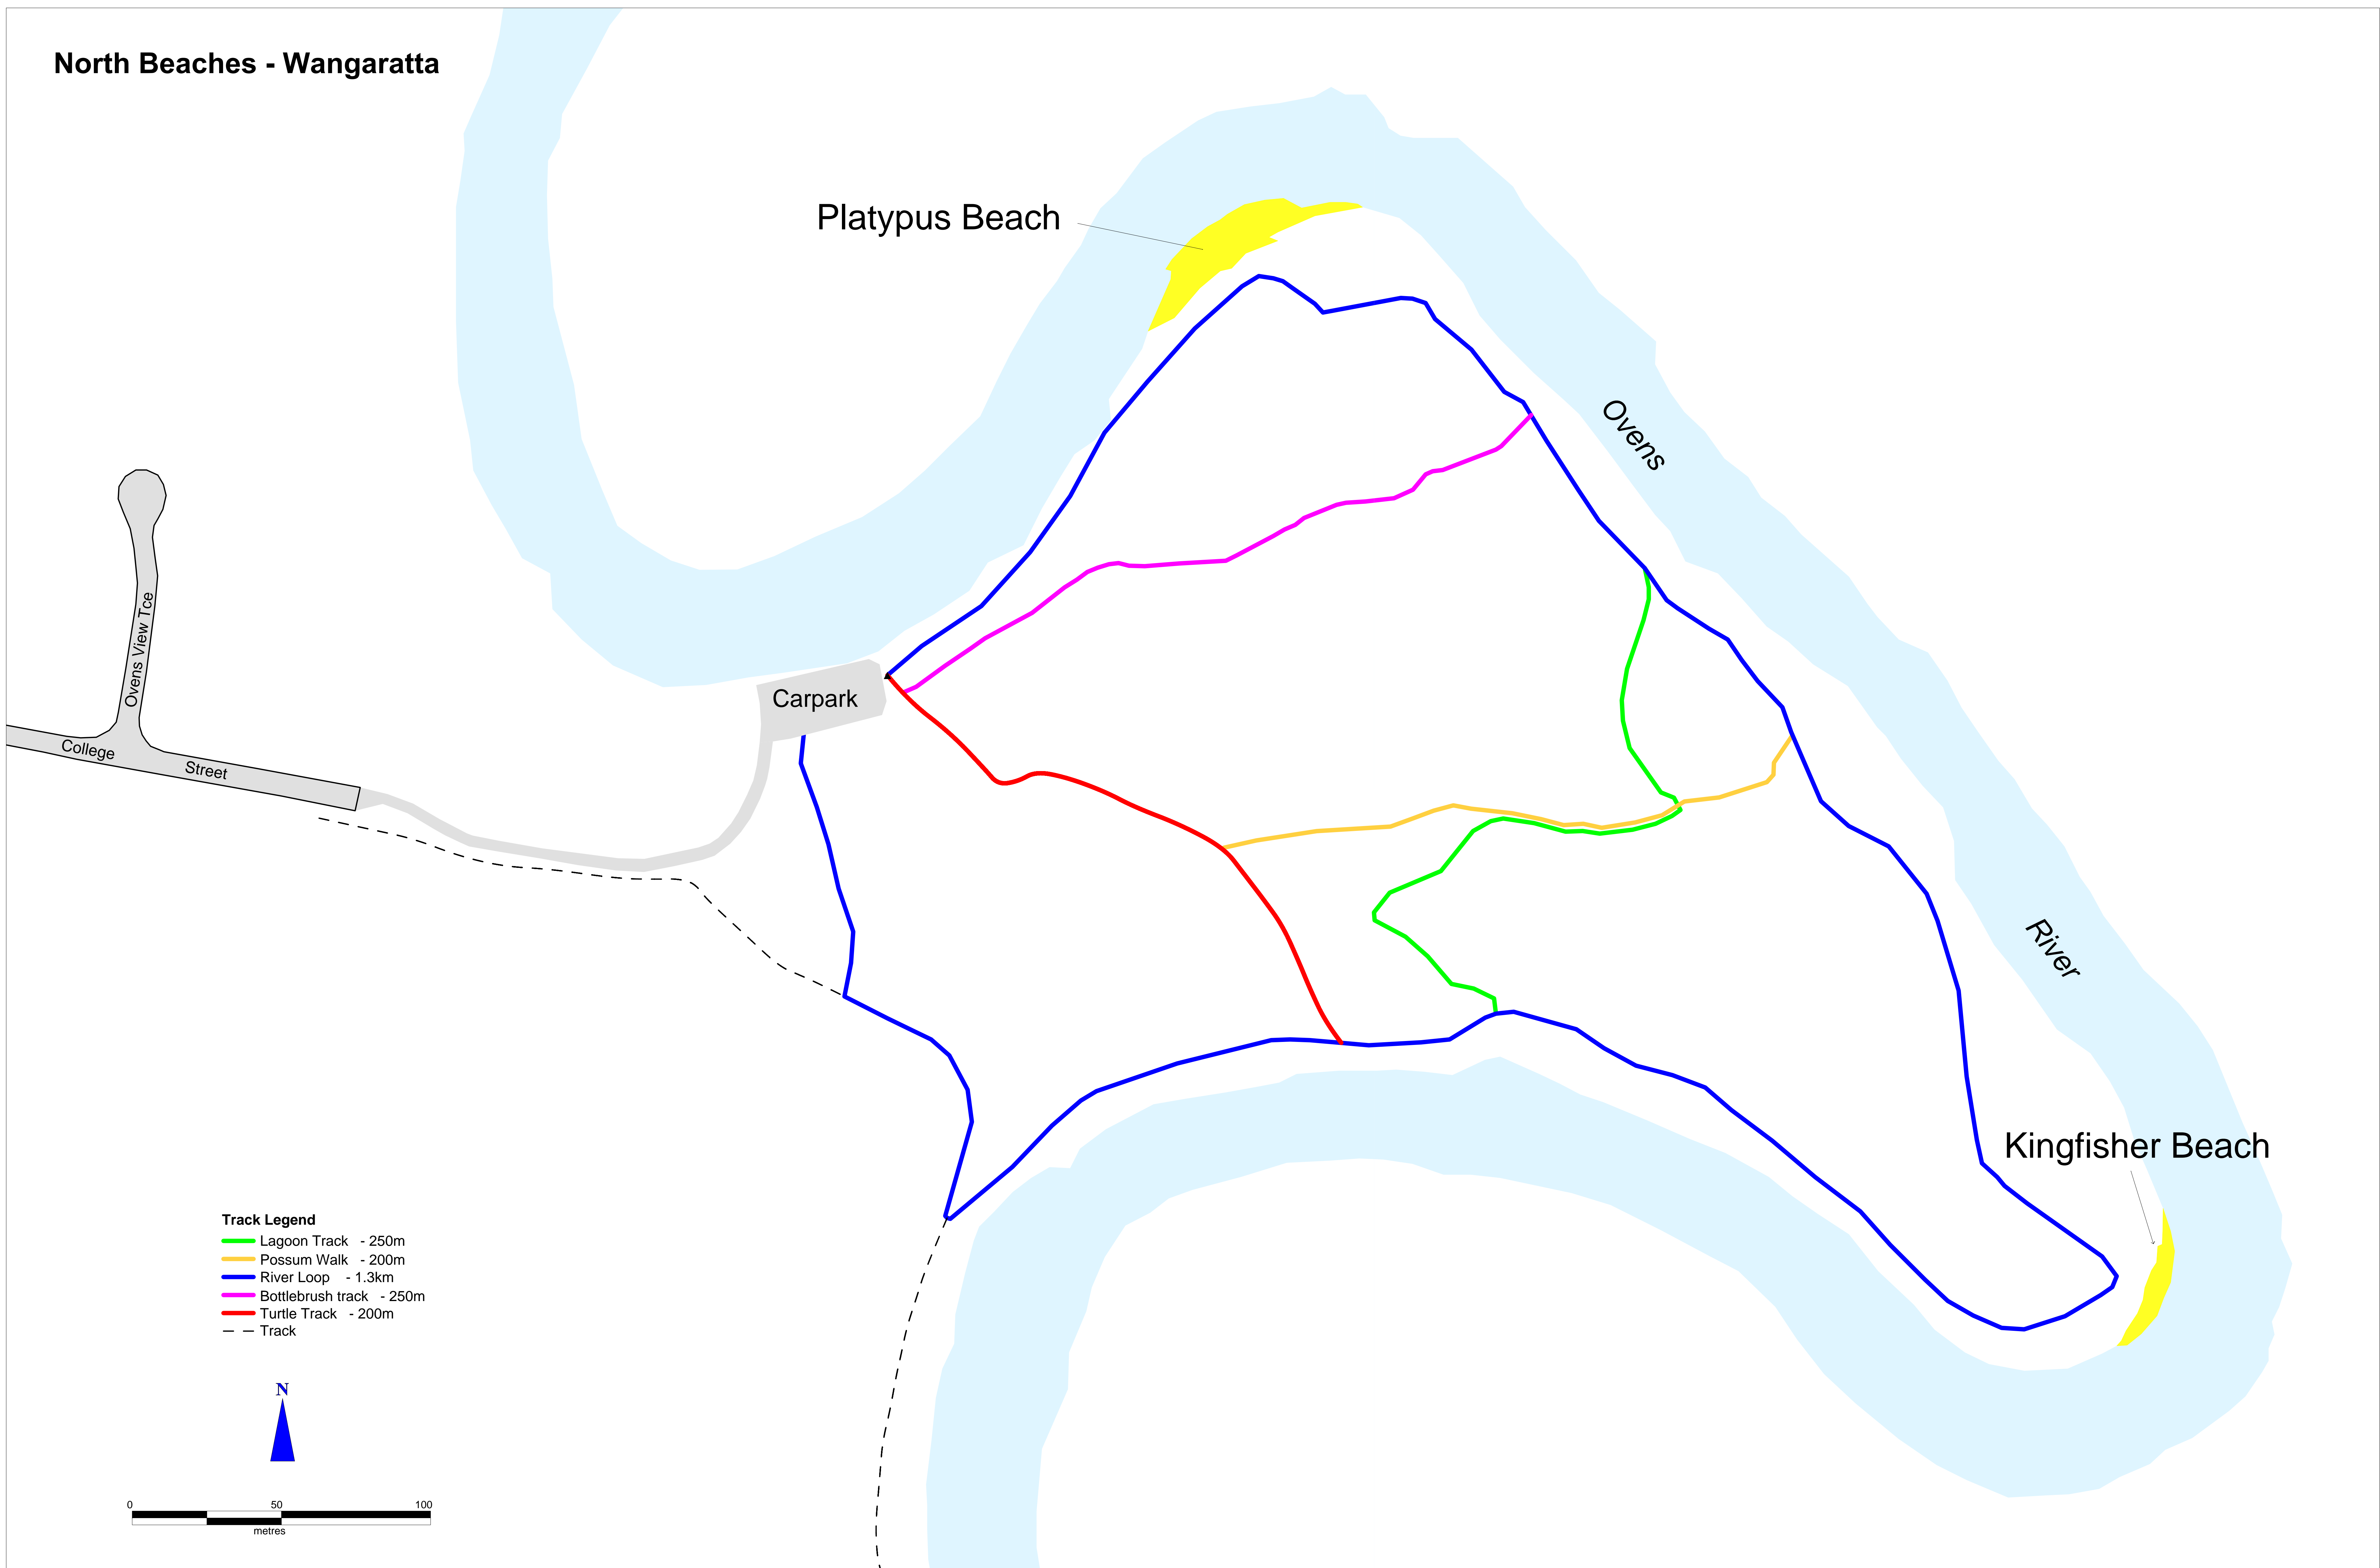 North Beaches - Wangaratta
Platypus Beach
Ovens
Ovens View Tce
Carpark
College Street
River
Kingfisher Beach
Track Legend
Lagoon Track - 250m
Possum Walk - 200m
River Loop - 1.3km
Bottlebrush track - 250m
Turtle Track - 200m
Track
N
0 50 100
metres